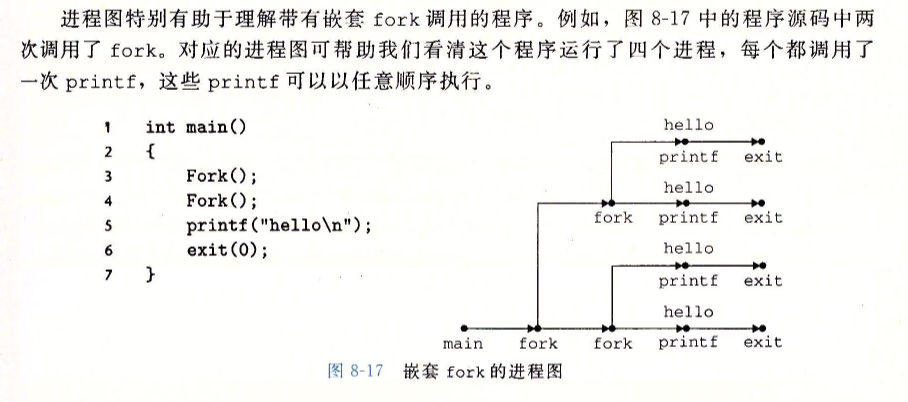 进程图特别有助于理解带有嵌套 fork 调用的程序。例如，图 8-17 中的程序源码中两
次调用了 fork。对应的进程图可帮助我们看清这个程序运行了四个进程，每个都调用了
一次 printf，这些 printf 可以以任意顺序执行。
1 int main()
2 {
3 Fork();
4 Fork();
5 printf("hello\n");
6 exit(0);
7 }
hello
printf exit
hello
fork printf exit
hello
printf exit
hello
main fork fork printf exit
图 8-17 嵌套 fork 的进程图